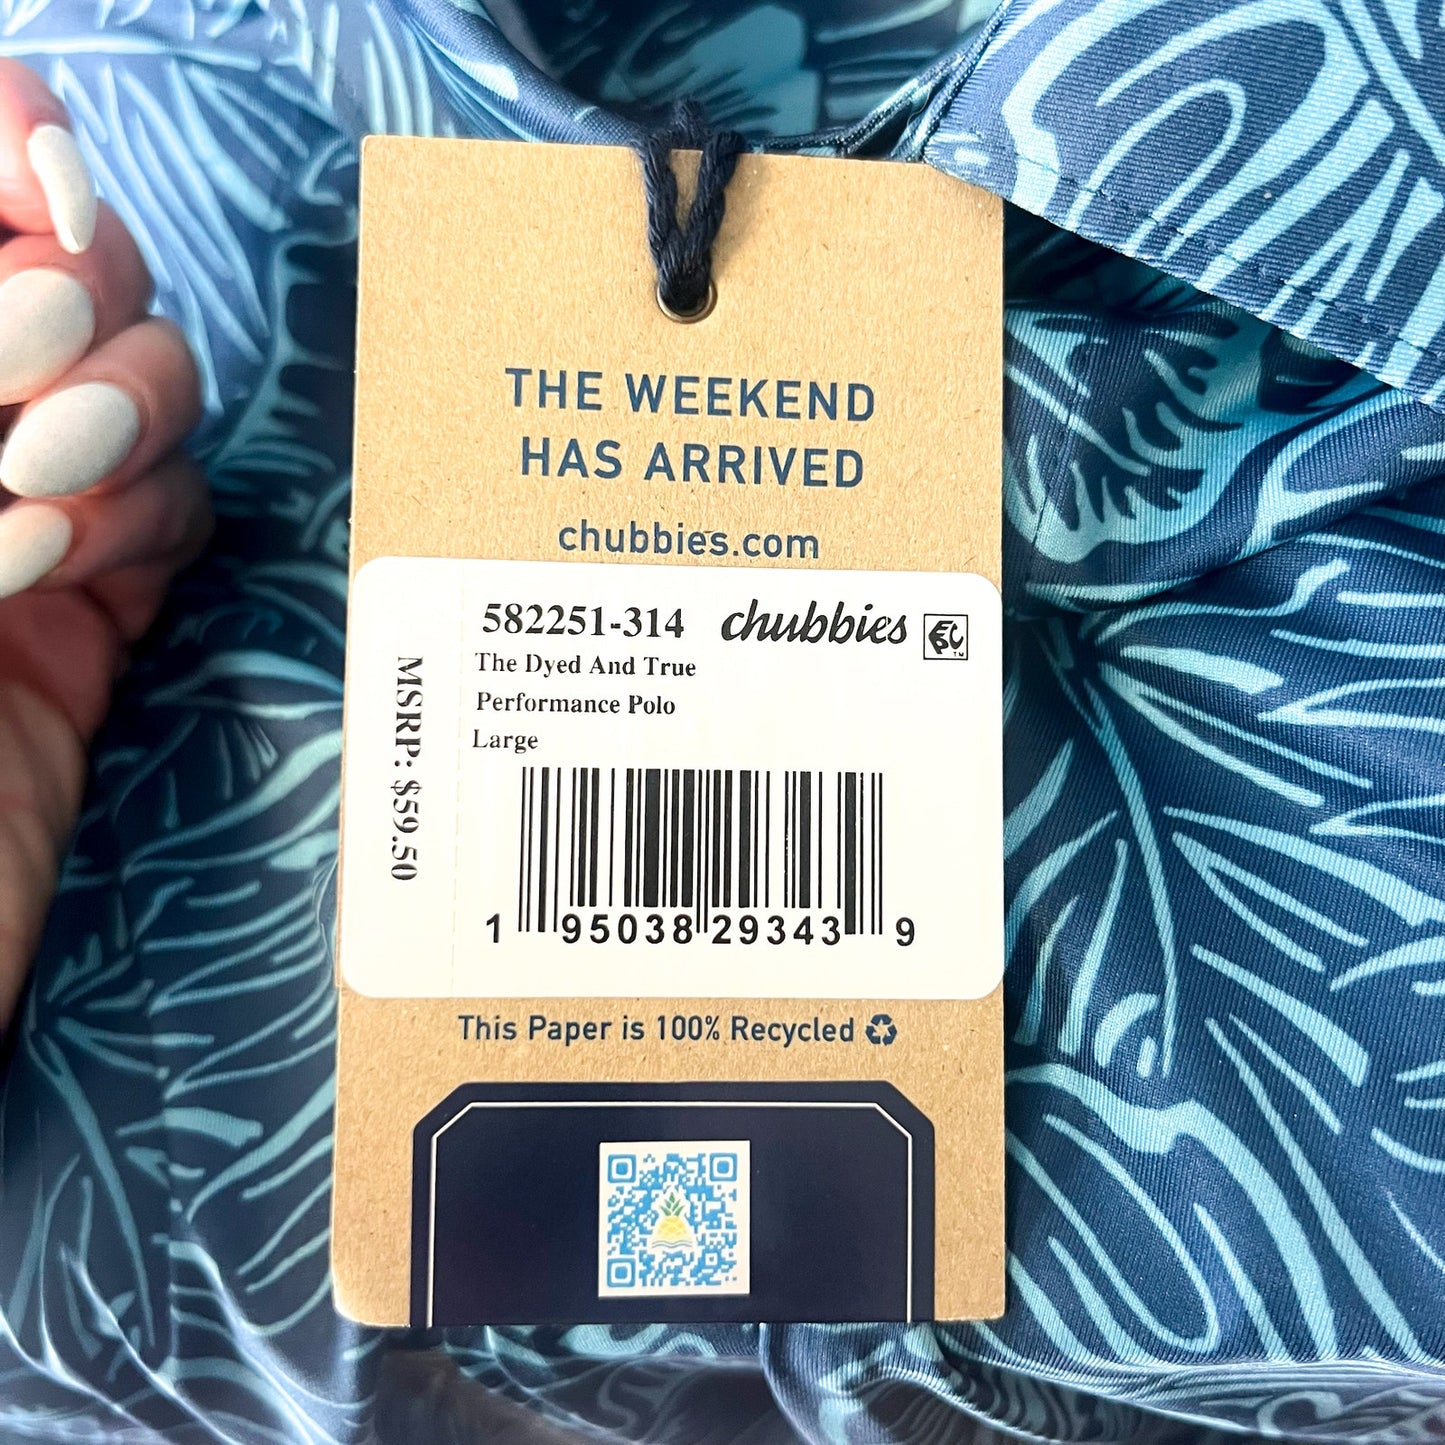 THE WEEKEND
HAS ARRIVED
chubbies.com
582251-314 chubbies EPC™
The Dyed And True
Performance Polo
Large
MSRP: $59.50
1 95038 29343 9
This Paper is 100% Recycled